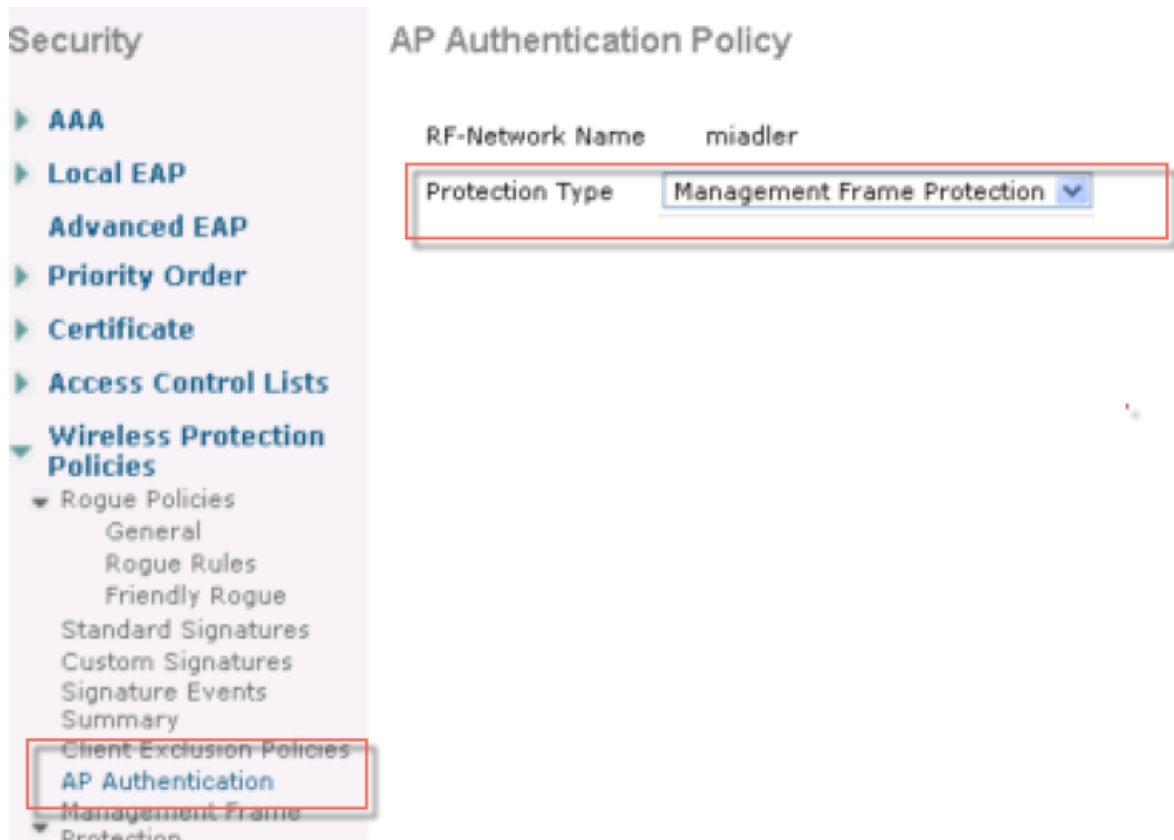 Security
AAA
Local EAP
Advanced EAP
Priority Order
Certificate
Access Control Lists
Wireless Protection
Policies
Rogue Policies
General
Rogue Rules
Friendly Rogue
Standard Signatures
Custom Signatures
Signature Events
Summary
Client Exclusion Policies
AP Authentication
Management Frame
Protection
AP Authentication Policy
RF-Network Name miadler
Protection Type Management Frame Protection